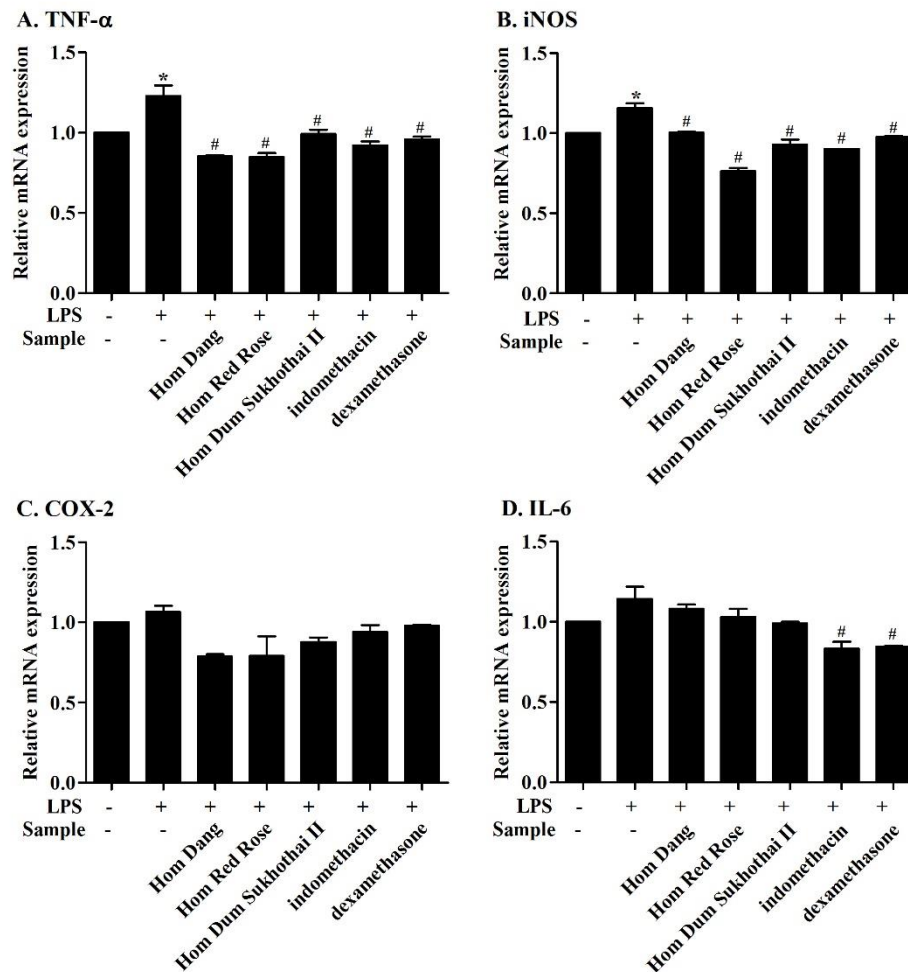 A. TNF-α
Relative mRNA expression
1.5
1.0
0.5
0.0
*
# # # # #
LPS - + + + + + +
Sample - - Hom Dang Hom Red Rose Hom Dum Sukhothai II indomethacin dexamethasone
B. iNOS
Relative mRNA expression
1.5
1.0
0.5
0.0
*
# # # # #
LPS - + + + + + +
Sample - - Hom Dang Hom Red Rose Hom Dum Sukhothai II indomethacin dexamethasone
C. COX-2
Relative mRNA expression
1.5
1.0
0.5
0.0
LPS - + + + + + +
Sample - - Hom Dang Hom Red Rose Hom Dum Sukhothai II indomethacin dexamethasone
D. IL-6
Relative mRNA expression
1.5
1.0
0.5
0.0
# #
LPS - + + + + + +
Sample - - Hom Dang Hom Red Rose Hom Dum Sukhothai II indomethacin dexamethasone